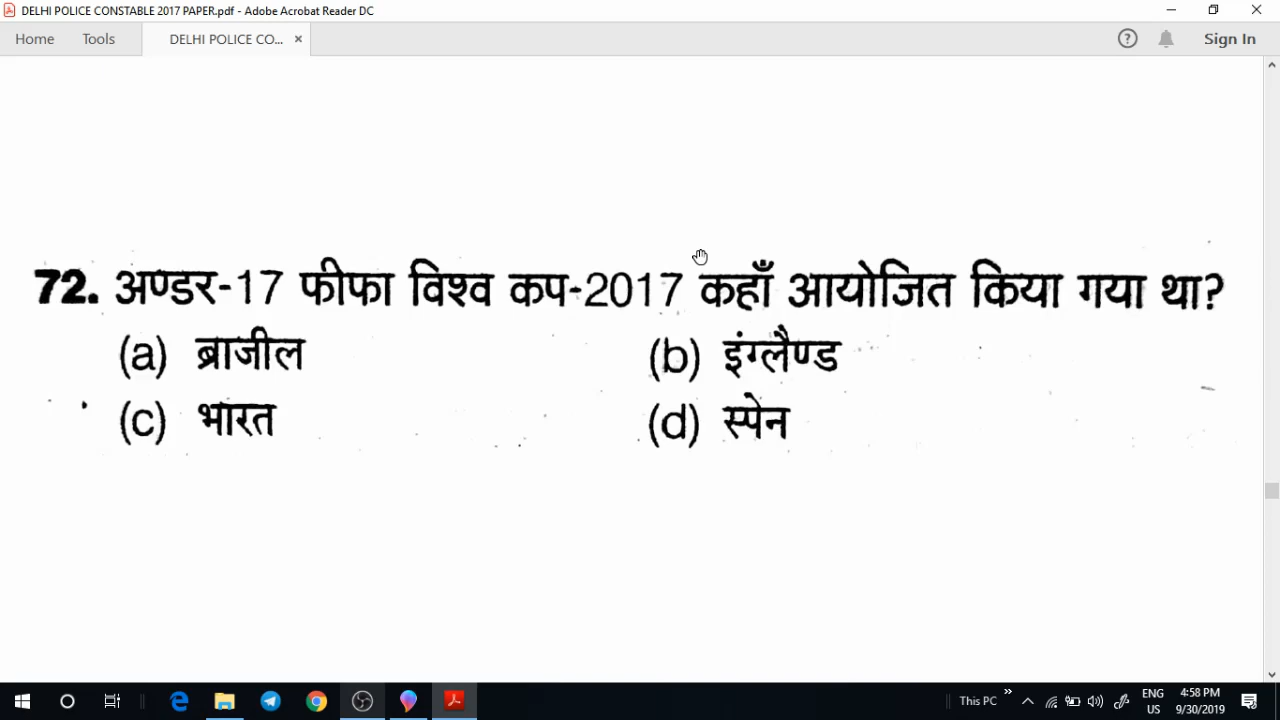 DELHI POLICE CONSTABLE 2017 PAPER.pdf - Adobe Acrobat Reader DC
Home Tools DELHI POLICE CO... × ? Sign In
72. अण्डर-17 फीफा विश्व कप-2017 कहाँ आयोजित किया गया था?
(a) ब्राजील (b) इंग्लैण्ड
(c) भारत (d) स्पेन
This PC » ENG 4:58 PM
US 9/30/2019